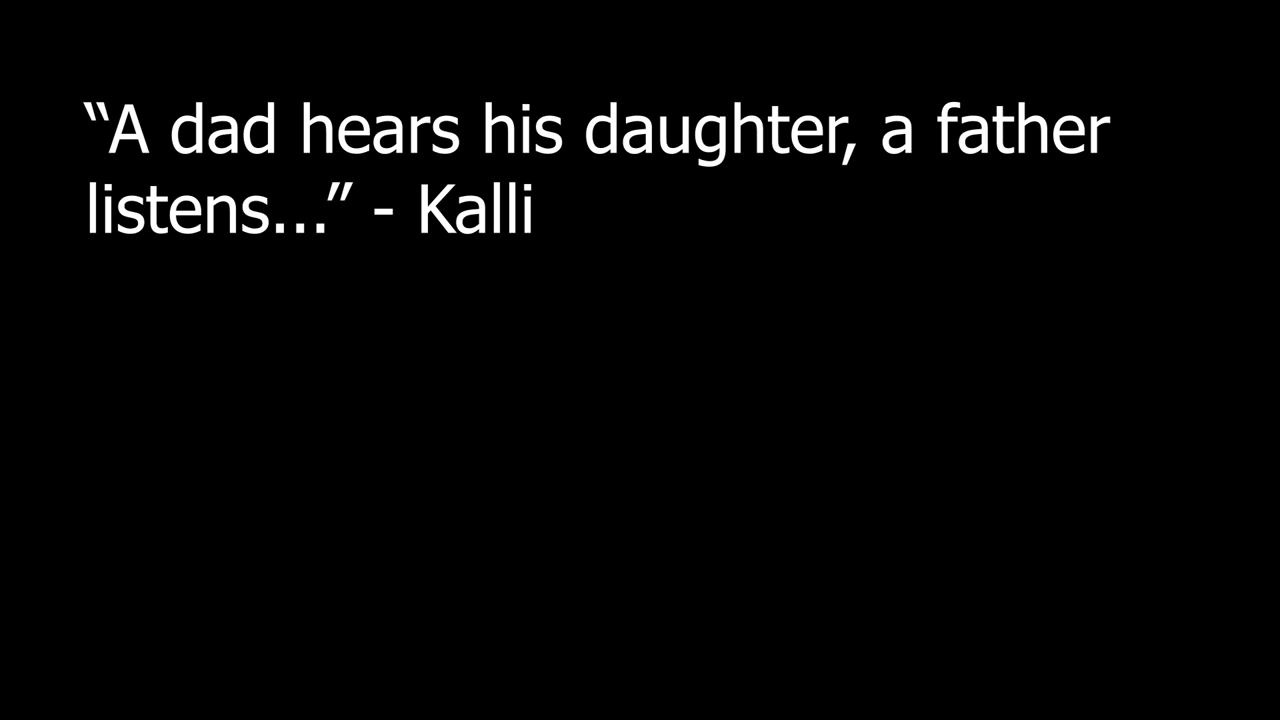 “A dad hears his daughter, a father
listens...” - Kalli